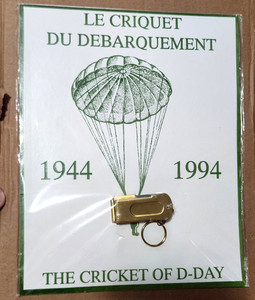 LE CRIQUET
DU DEBARQUEMENT
1944 1994
THE CRICKET OF D-DAY